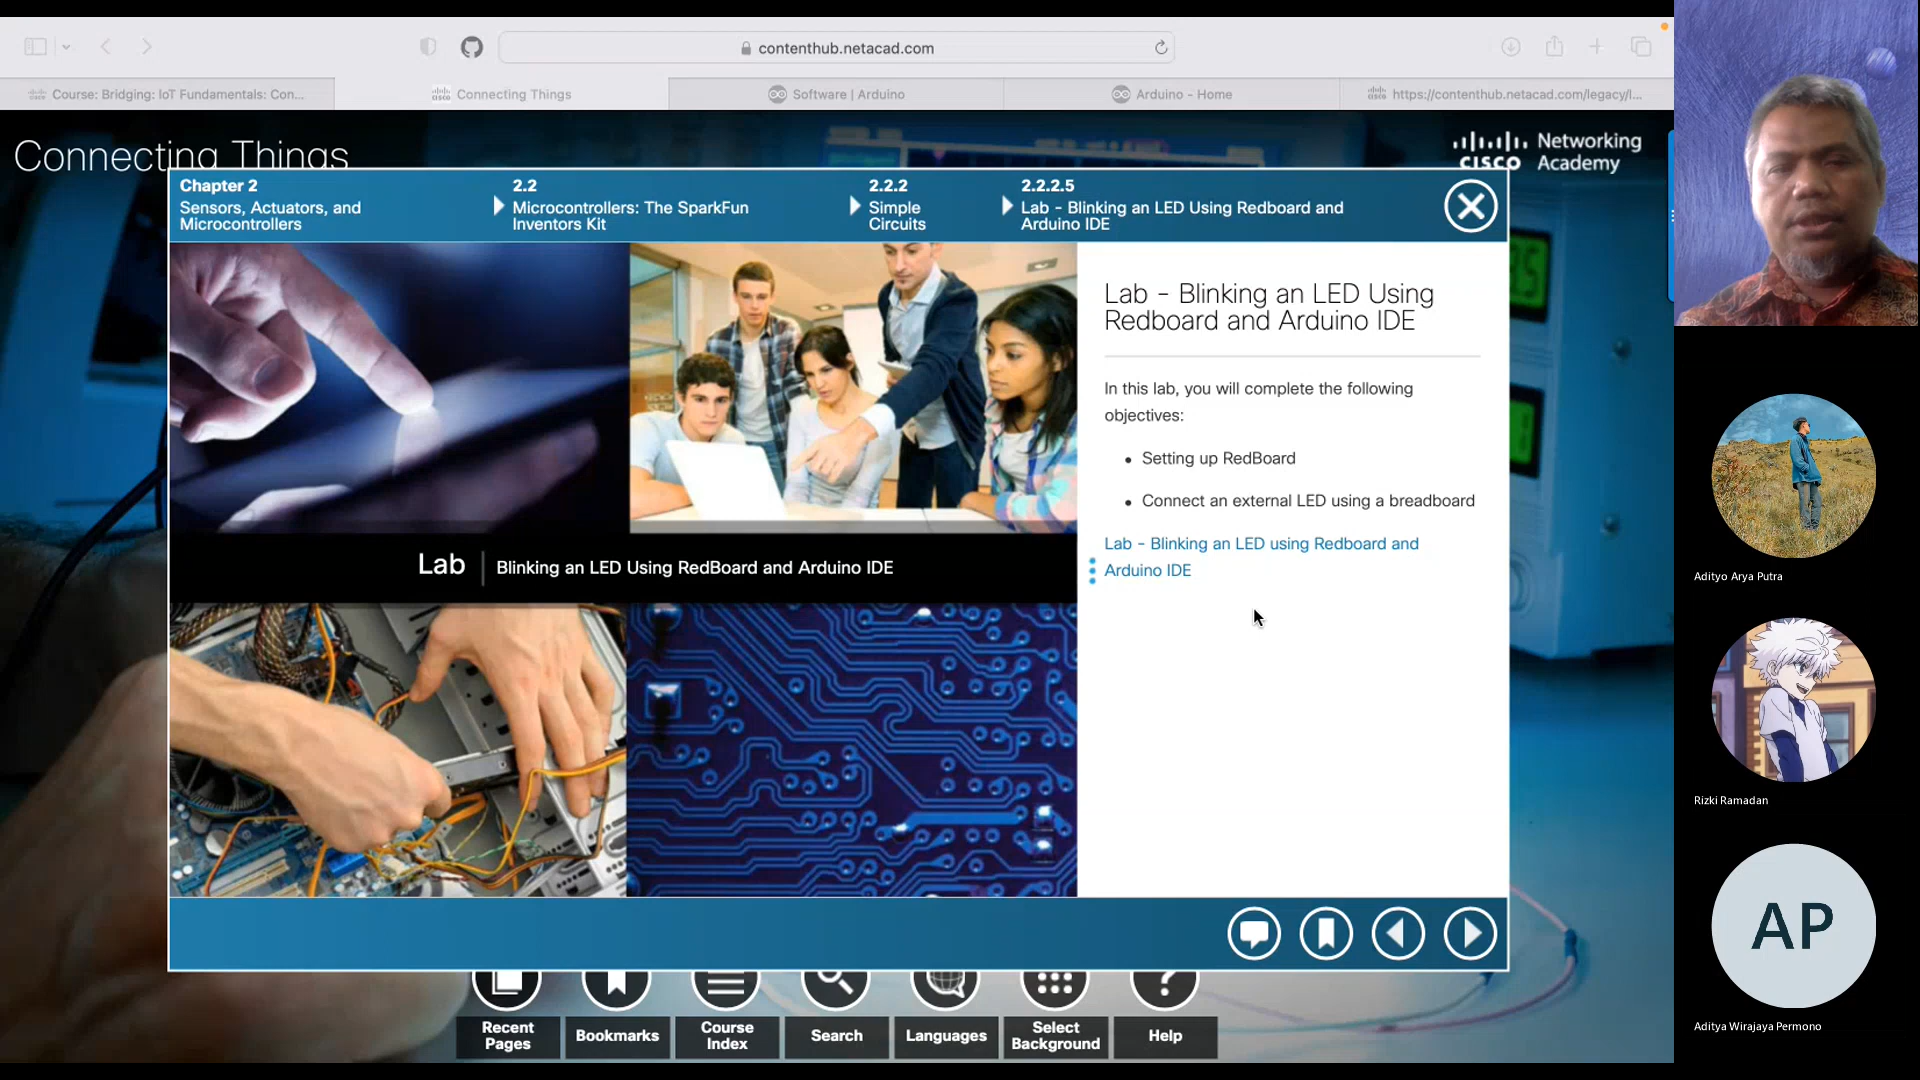 contenthub.netacad.com
Course: Bridging: IoT Fundamentals: Con...
Connecting Things
Software | Arduino
Arduino - Home
https://contenthub.netacad.com/legacy/I...
Connecting Things
CISCO
Networking
Academy
Chapter 2
Sensors, Actuators, and
Microcontrollers
2.2
Microcontrollers: The SparkFun
Inventors Kit
2.2.2
Simple
Circuits
2.2.2.5
Lab - Blinking an LED Using Redboard and
Arduino IDE
Lab
Blinking an LED Using RedBoard and Arduino IDE
Lab - Blinking an LED Using
Redboard and Arduino IDE
In this lab, you will complete the following
objectives:
• Setting up RedBoard
• Connect an external LED using a breadboard
Lab - Blinking an LED using Redboard and
Arduino IDE
Recent
Pages
Bookmarks
Course
Index
Search
Languages
Select
Background
Help
Adityo Arya Putra
Rizki Ramadan
AP
Aditya Wirajaya Permono